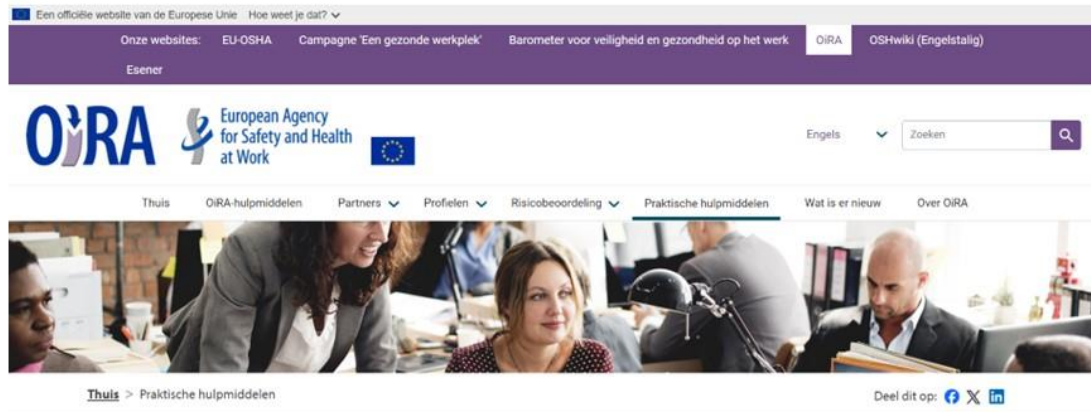 Een officiële website van de Europese Unie Hoe weet je dat?
Onze websites: EU-OSHA Campagne 'Een gezonde werkplek' Barometer voor veiligheid en gezondheid op het werk OiRA OSHwiki (Engelstalig)
Esener
OiRA
European Agency
for Safety and Health
at Work
Engels Zoeken
Thuis OiRA-hulpmiddelen Partners Profielen Risicobeoordeling Praktische hulpmiddelen Wat is er nieuw Over OiRA
Thuis > Praktische hulpmiddelen Deel dit op: